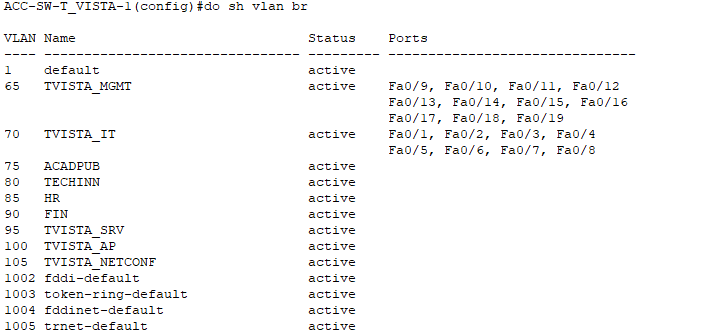 ACC-SW-T_VISTA-1(config)#do sh vlan br
VLAN Name                             Status    Ports
---- -------------------------------- --------- -------------------------------
1    default                          active
65   TVISTA_MGMT                      active    Fa0/9, Fa0/10, Fa0/11, Fa0/12
                                                Fa0/13, Fa0/14, Fa0/15, Fa0/16
                                                Fa0/17, Fa0/18, Fa0/19
70   TVISTA_IT                        active    Fa0/1, Fa0/2, Fa0/3, Fa0/4
                                                Fa0/5, Fa0/6, Fa0/7, Fa0/8
75   ACADPUB                          active
80   TECHINN                          active
85   HR                               active
90   FIN                              active
95   TVISTA_SRV                       active
100  TVISTA_AP                        active
105  TVISTA_NETCONF                   active
1002 fddi-default                     active
1003 token-ring-default               active
1004 fddinet-default                  active
1005 trnet-default                    active